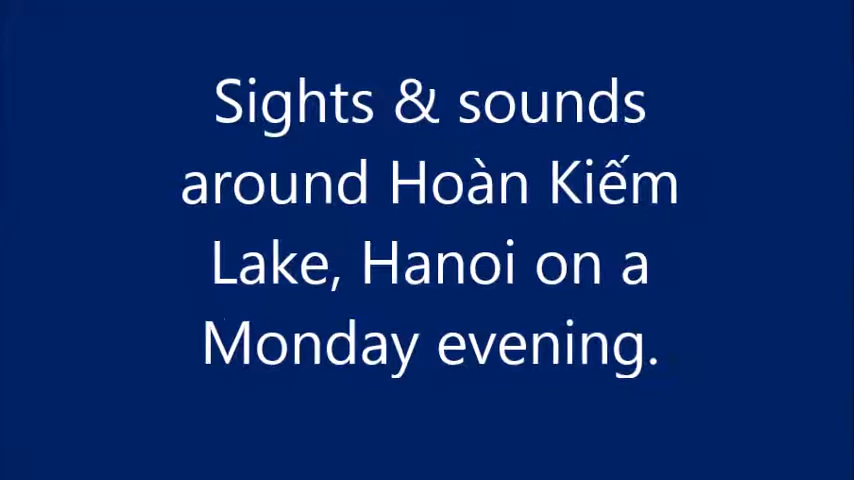 Sights & sounds
around Hoàn Kiếm
Lake, Hanoi on a
Monday evening.